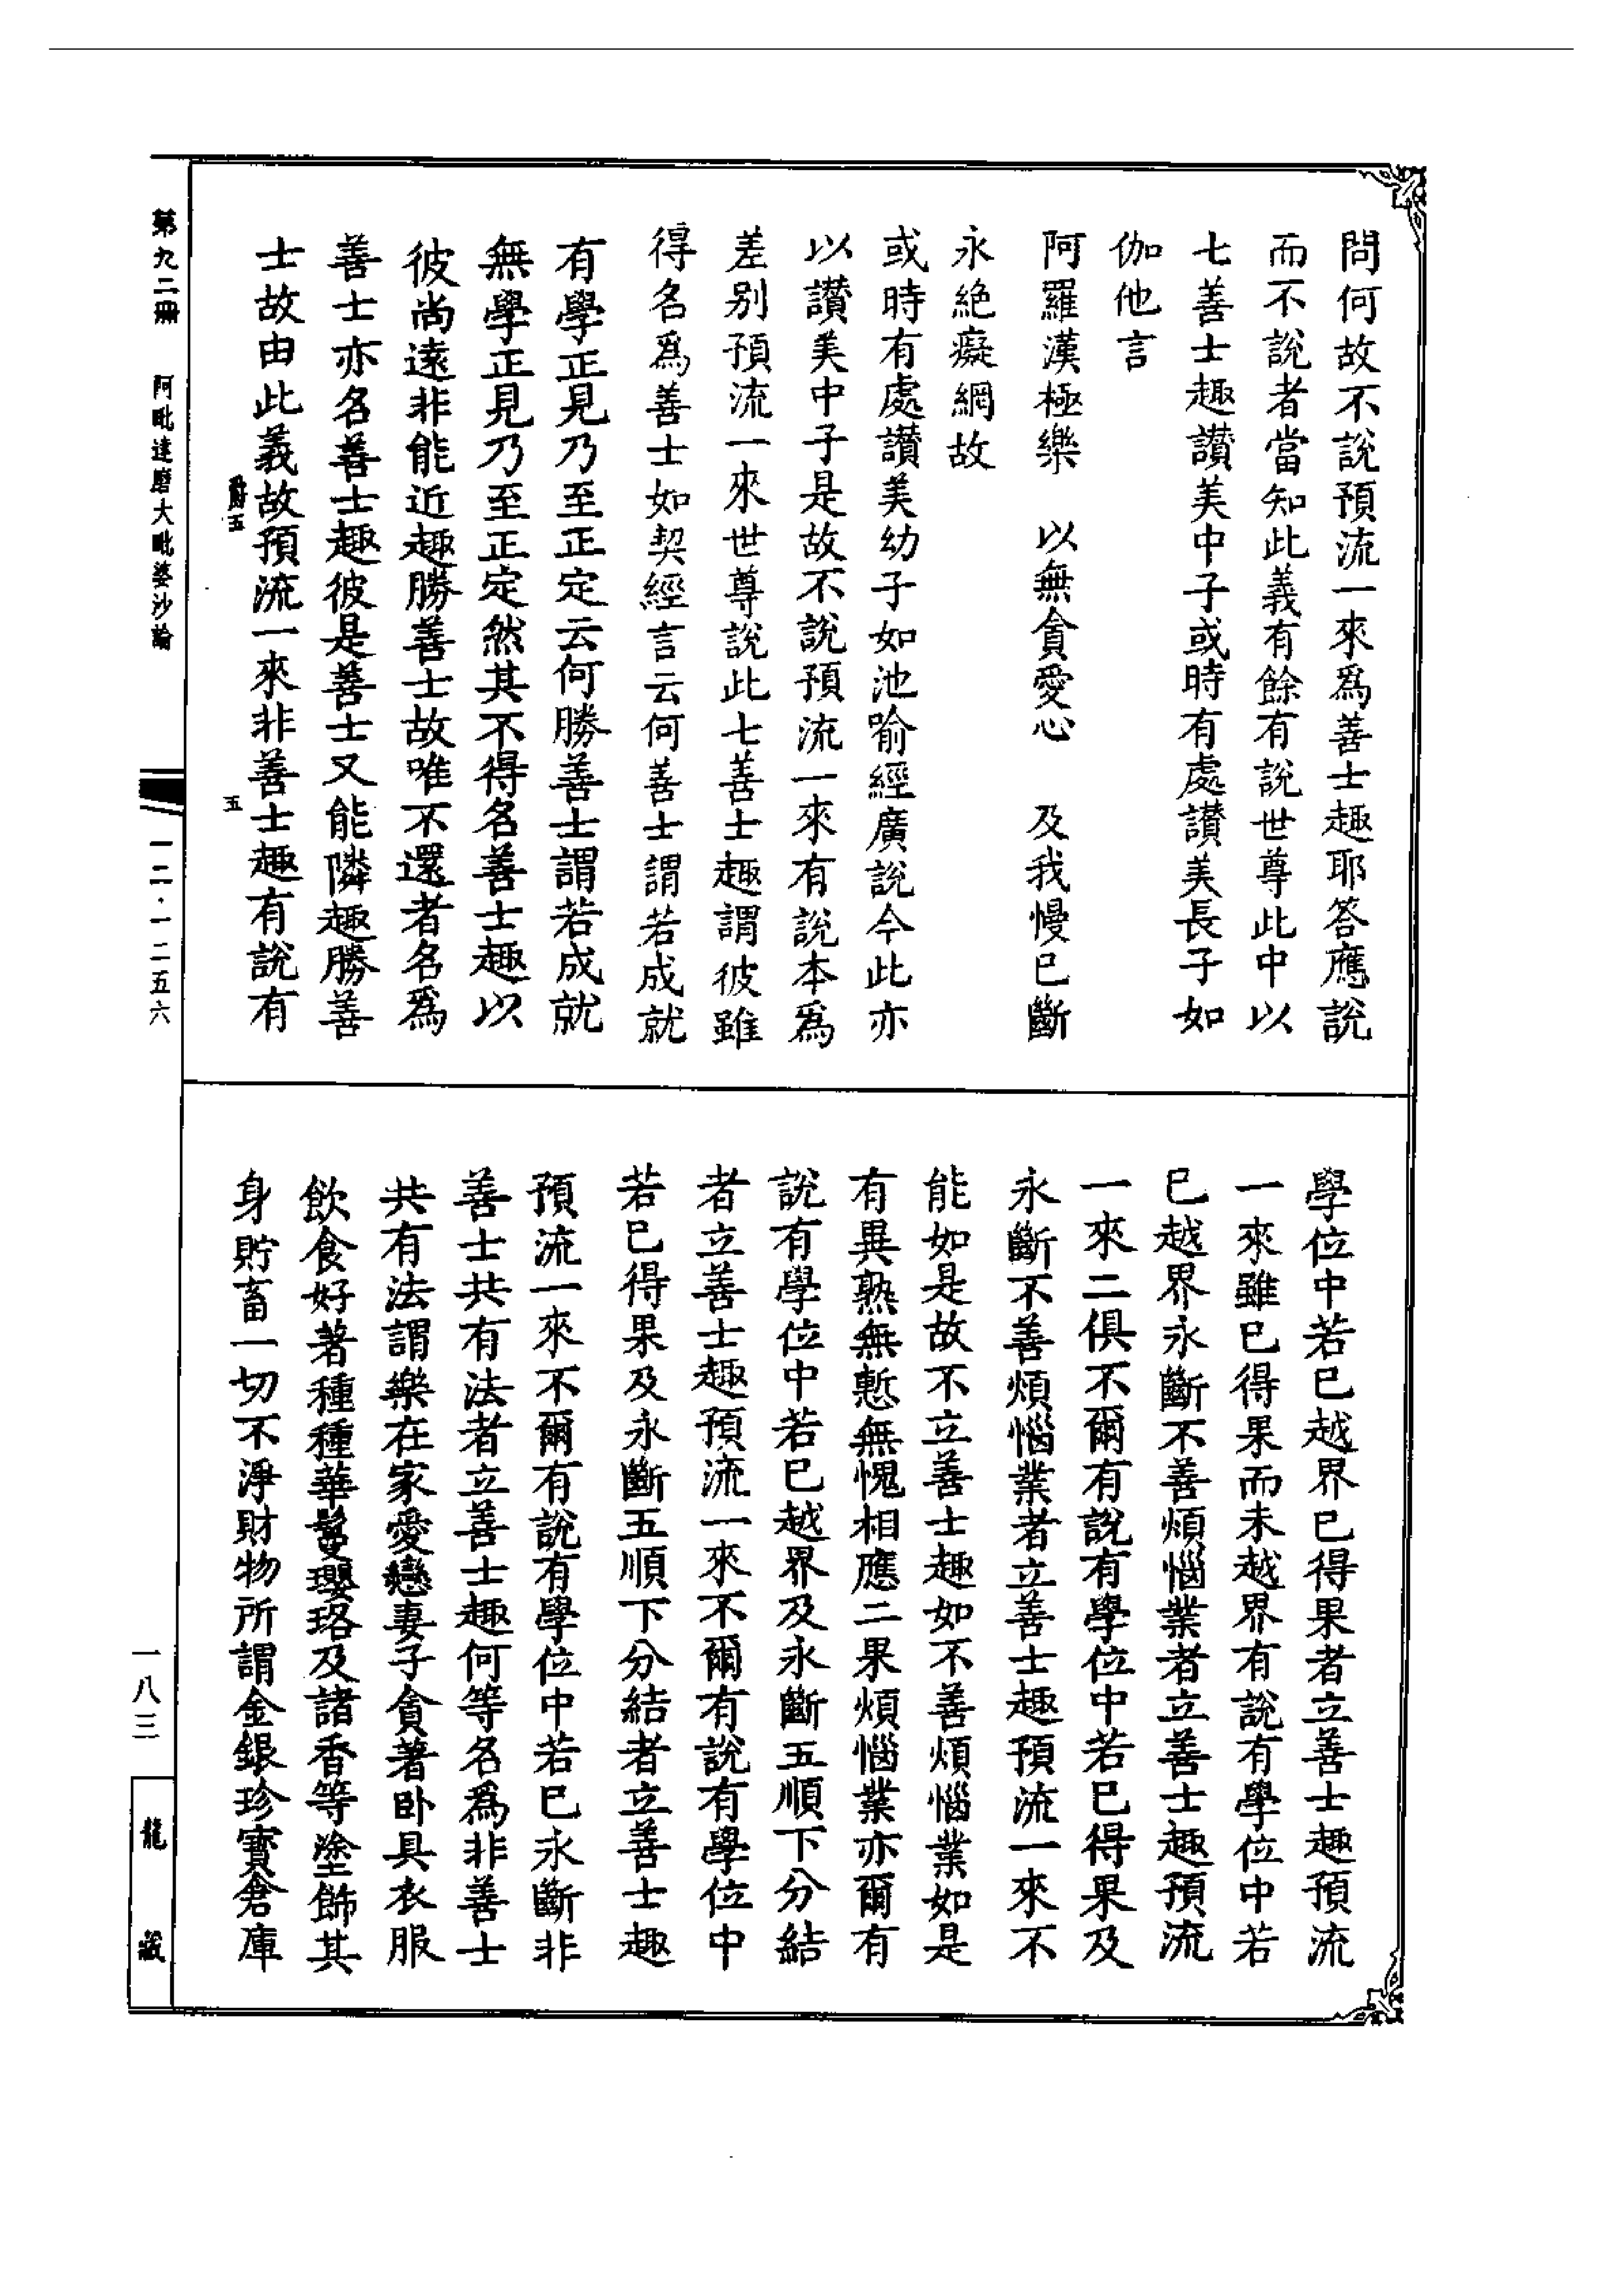 問何故不說預流一來爲善士趣耶答應說
而不說者當知此義有餘有說世尊此中以
七善士趣讚美中子或時有處讃美長子如
伽他言
阿羅漢極樂　以無貪愛心　及我慢已斷
永絶癡網故
或時有處讃美幼子如池喻經廣說今此亦
以讃美中子是故不說預流一來有說本爲
差别預流一來世尊說此七善士趣謂彼雖
得名爲善士如契經言云何善士謂若成就
有學正見乃至正定云何勝善士謂若成就
無學正見乃至正定然其不得名善士趣以
彼尚遠非能近趣勝善士故唯不還者名爲
善士亦名善士趣彼是善士又能隣趣勝善
士故由此義故預流一來非善士趣有說有
爵五　五
學位中若已越界已得果者立善士趣預流
一來雖已得果而未越界有說有學位中若
已越界永斷不善煩惱業者立善士趣預流
一來二俱不爾有說有學位中若已得果及
永斷不善煩惱業者立善士趣預流一來不
能如是故不立善士趣如不善煩惱業如是
有異熟無慙無愧相應二果煩惱業亦爾有
說有學位中若已越界及永斷五順下分結
者立善士趣預流一來不爾有說有學位中
若已得果及永斷五順下分結者立善士趣
預流一來不爾有說有學位中若已永斷非
善士共有法者立善士趣何等名爲非善士
共有法謂樂在家愛戀妻子貪著卧具衣服
飲食好著種種華鬘瓔珞及諸香等塗飾其
身貯畜一切不淨財物所謂金銀珍寶倉庫
第九二冊　阿毗達磨大毗婆沙論　一二·一二五六
一八三　龍藏